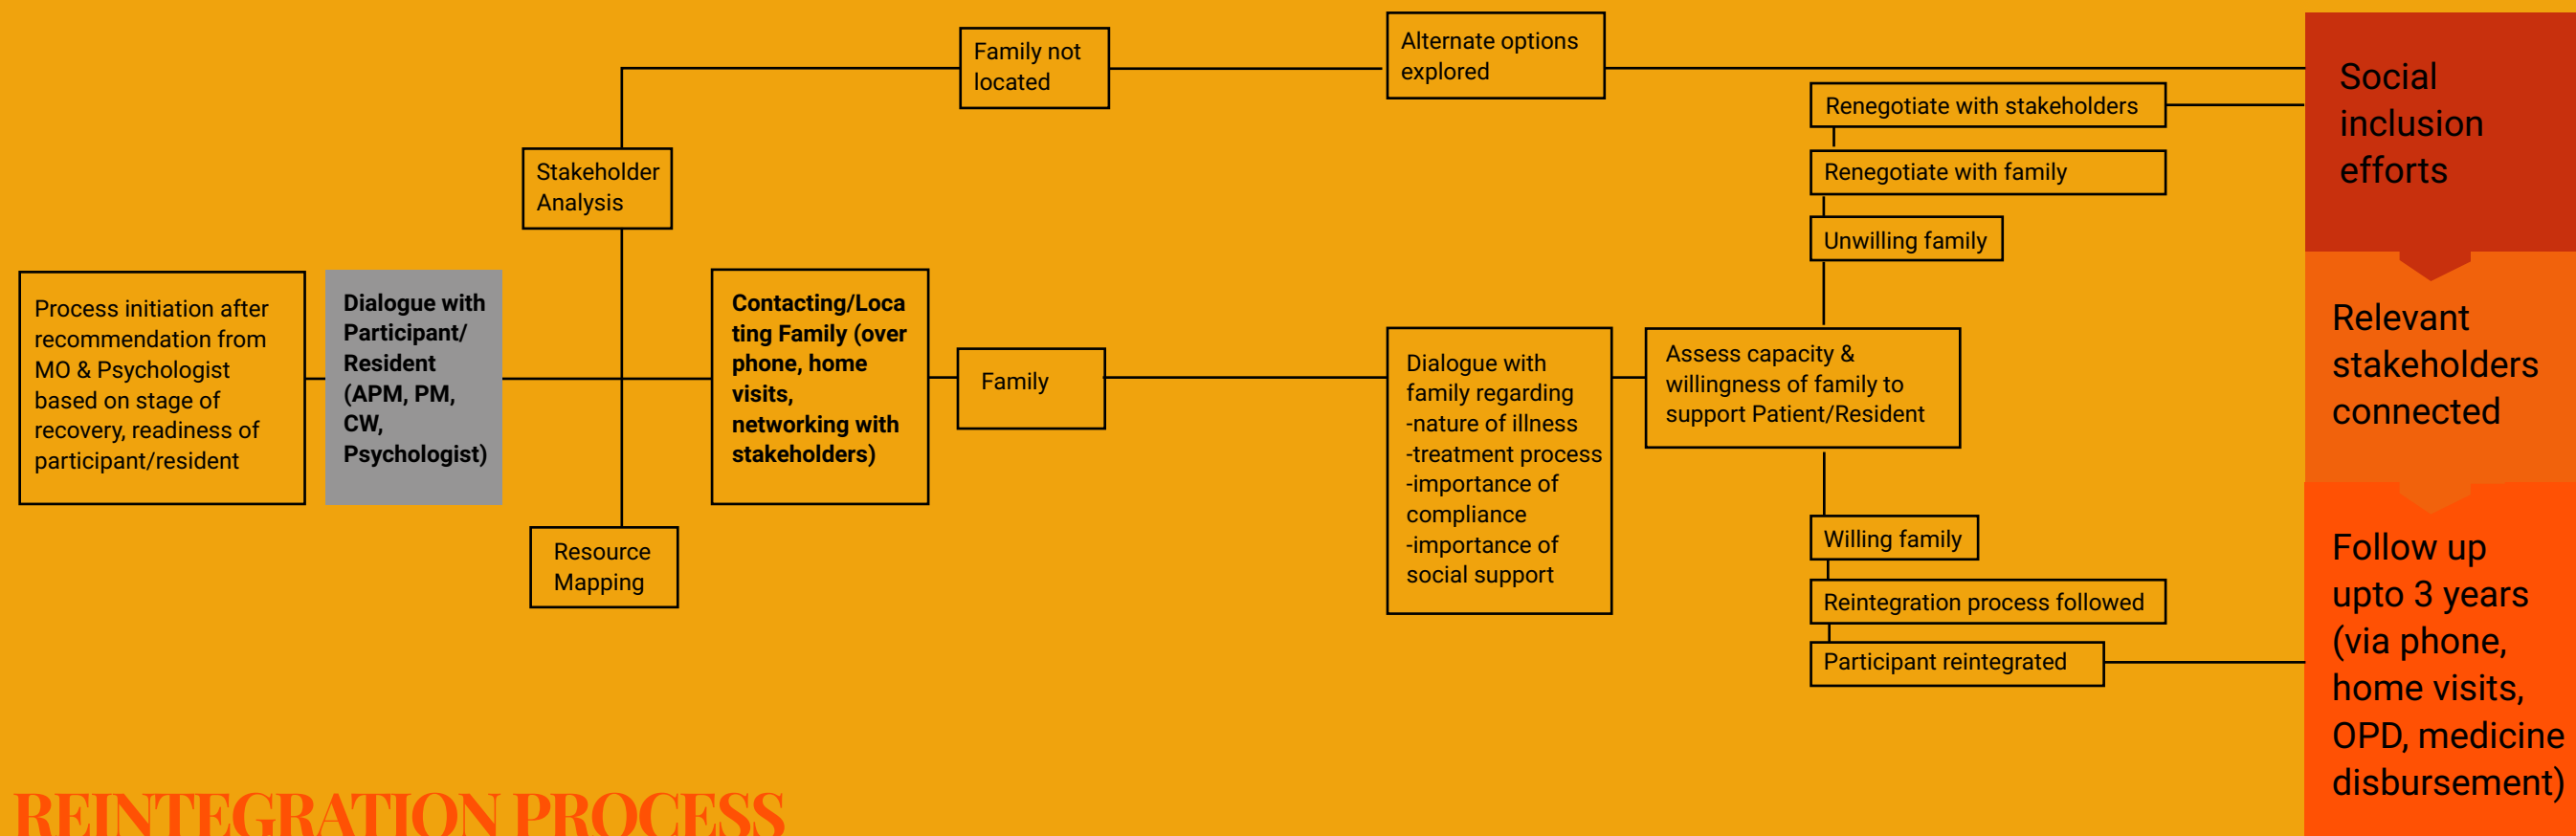 Family not
located
Alternate options
explored
Stakeholder
Analysis
Process initiation after
recommendation from
MO & Psychologist
based on stage of
recovery, readiness of
participant/resident
Dialogue with
Participant/
Resident
(APM, PM,
CW,
Psychologist)
Resource
Mapping
Contacting/Loca
ting Family (over
phone, home
visits,
networking with
stakeholders)
Family
Dialogue with
family regarding
-nature of illness
-treatment process
-importance of
compliance
-importance of
social support
Assess capacity &
willingness of family to
support Patient/Resident
Renegotiate with stakeholders
Renegotiate with family
Unwilling family
Willing family
Reintegration process followed
Participant reintegrated
Social
inclusion
efforts
Relevant
stakeholders
connected
Follow up
upto 3 years
(via phone,
home visits,
OPD, medicine
disbursement)
REINTEGRATION PROCESS